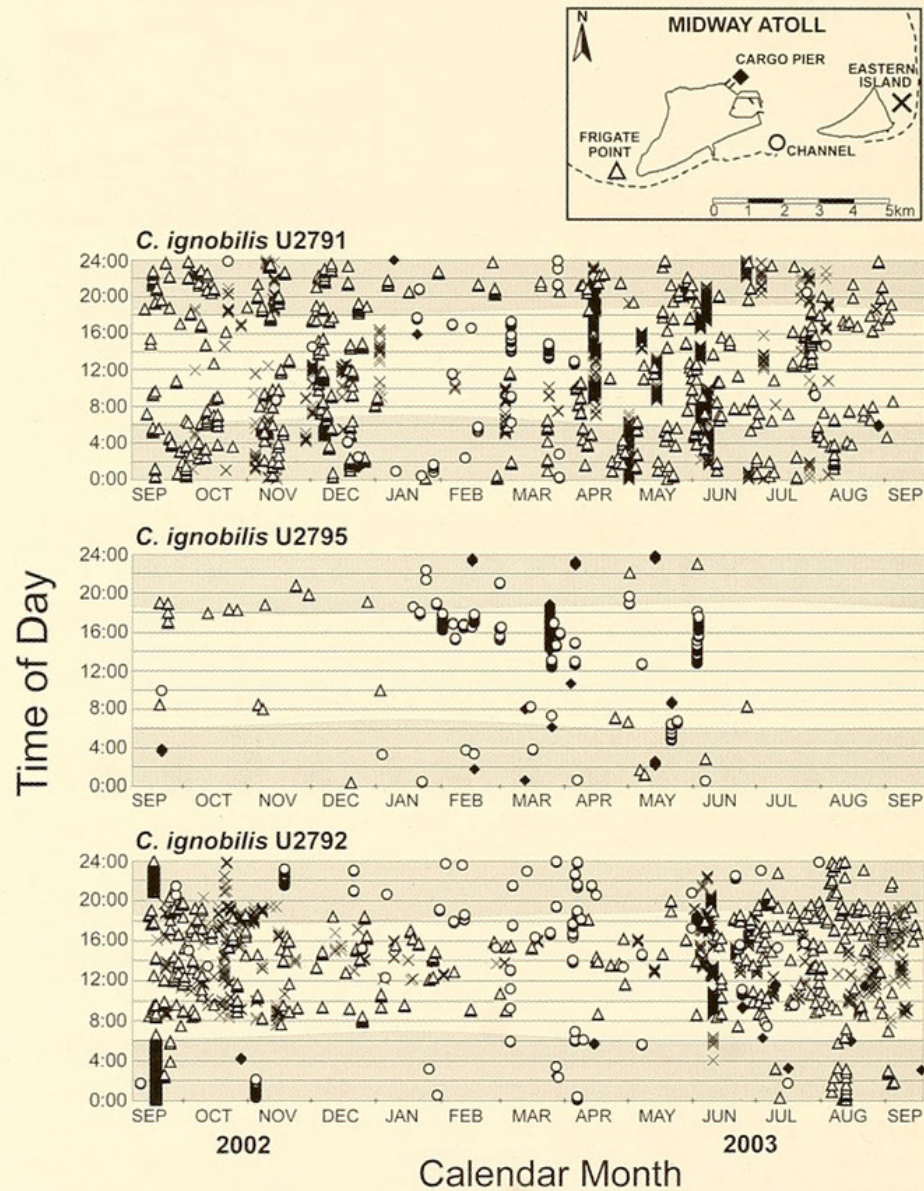 MIDWAY ATOLL
N
CARGO PIER
EASTERN
ISLAND
FRIGATE
POINT
CHANNEL
0 1 2 3 4 5km
C. ignobilis U2791
24:00
20:00
16:00
12:00
8:00
4:00
0:00
SEP OCT NOV DEC JAN FEB MAR APR MAY JUN JUL AUG SEP
C. ignobilis U2795
24:00
20:00
16:00
12:00
8:00
4:00
0:00
SEP OCT NOV DEC JAN FEB MAR APR MAY JUN JUL AUG SEP
Time of Day
C. ignobilis U2792
24:00
20:00
16:00
12:00
8:00
4:00
0:00
SEP OCT NOV DEC JAN FEB MAR APR MAY JUN JUL AUG SEP
2002 2003
Calendar Month